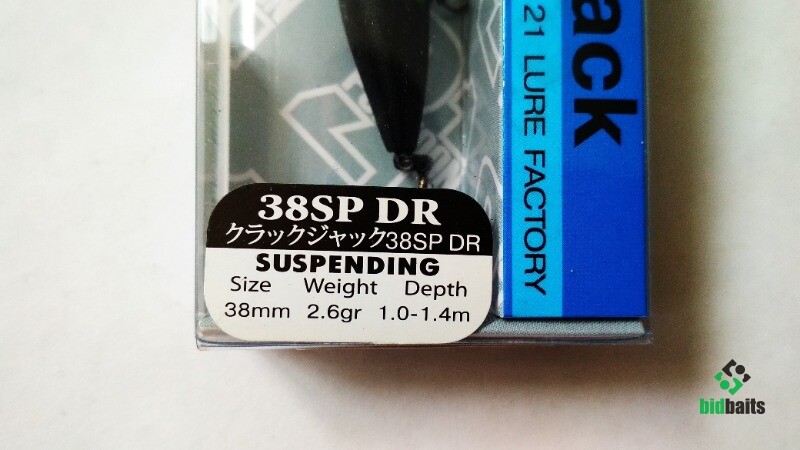 ack
21 LURE FACTORY
38SP DR
クラックジャック38SP DR
SUSPENDING
Size Weight Depth
38mm 2.6gr 1.0-1.4m
bidbaits